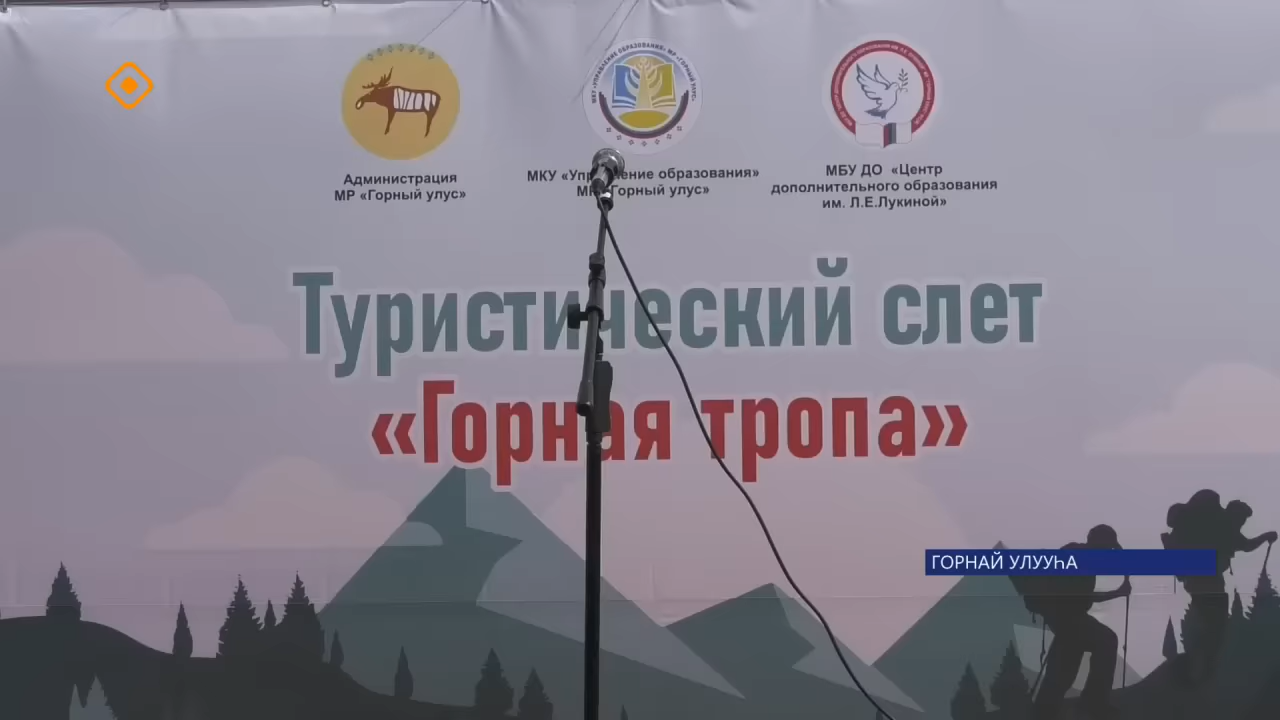 Администрация
МР «Горный улус»
МКУ «Управление образования»
МР «Горный улус»
МБУ ДО «Центр
дополнительного образования
им. Л.Е.Лукиной»
Туристический слет
«Горная тропа»
ГОРНАЙ УЛУУҺА